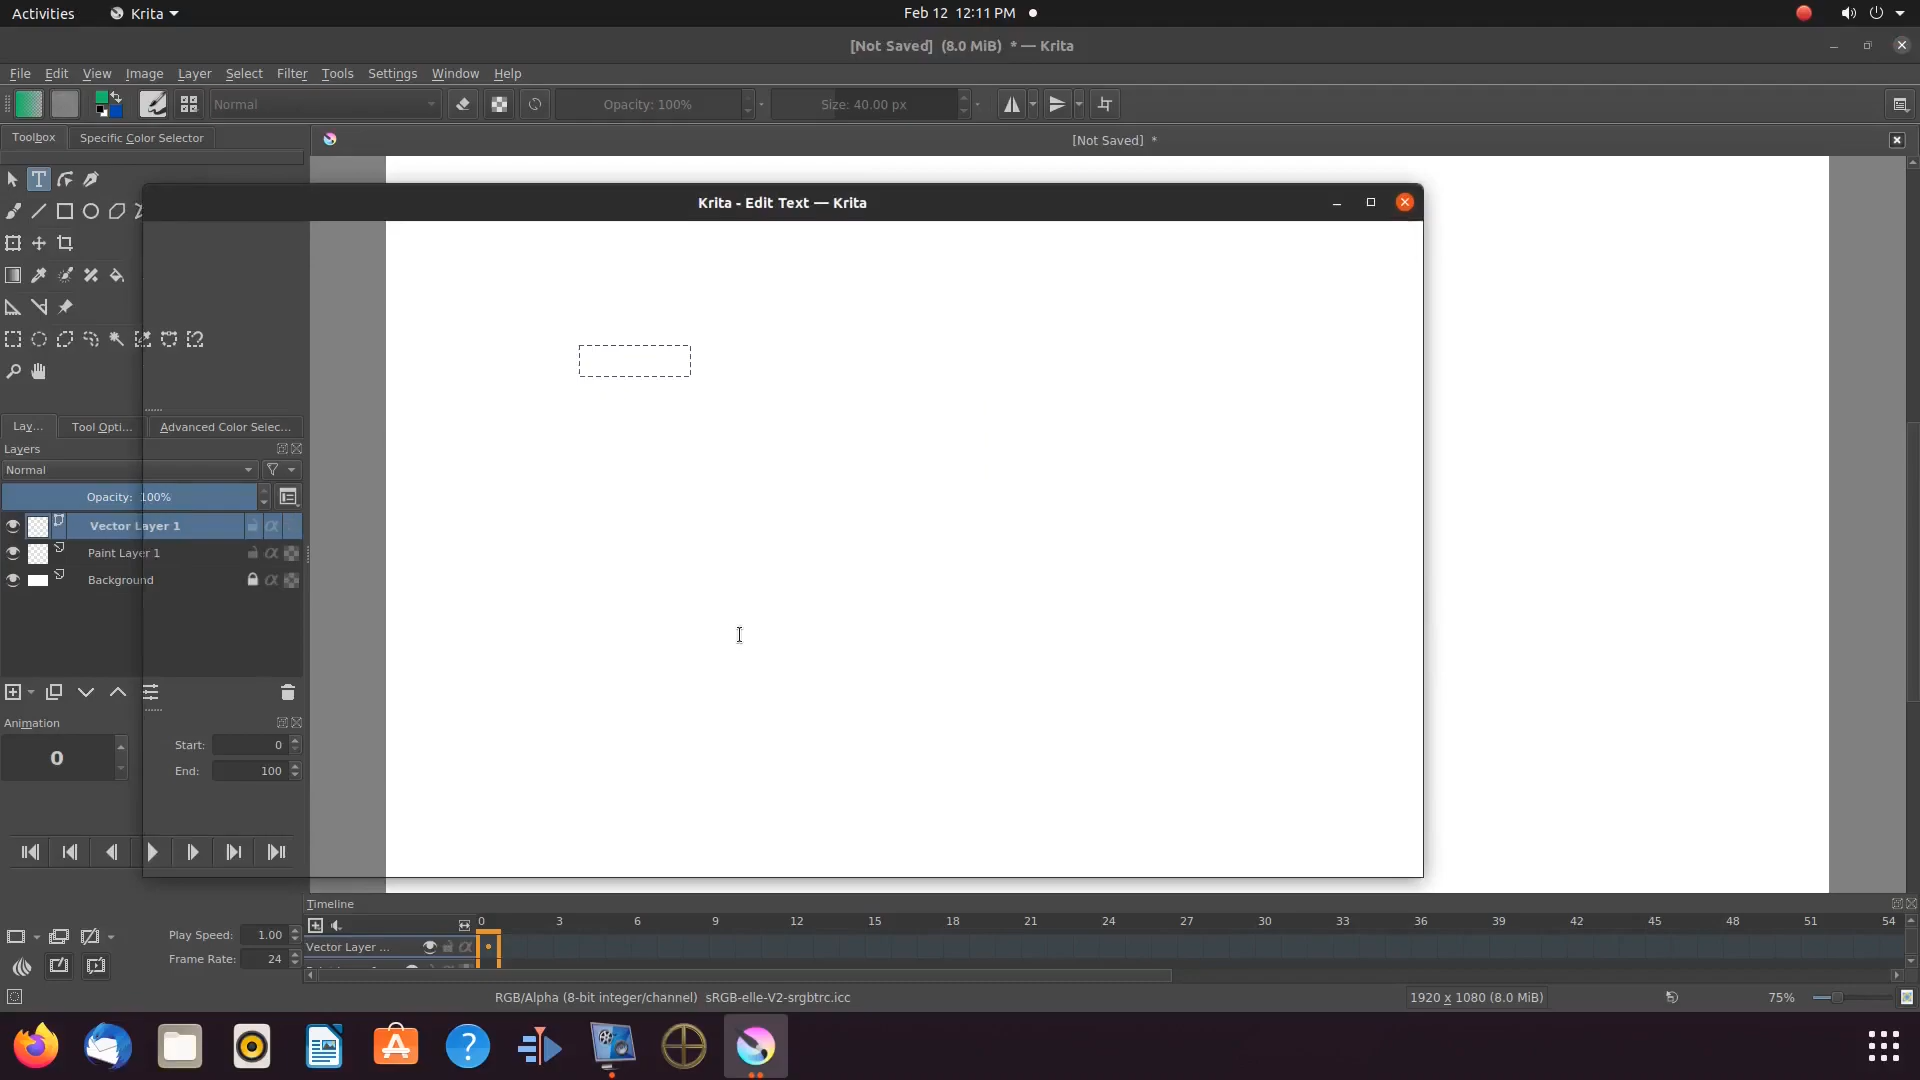 Activities Krita Feb 12 12:11 PM
[Not Saved] (8.0 MiB) * — Krita
File Edit View Image Layer Select Filter Tools Settings Window Help
Normal Opacity: 100% Size: 40.00 px
Toolbox Specific Color Selector [Not Saved] *
Krita - Edit Text — Krita
Lay... Tool Opti... Advanced Color Selec...
Layers
Normal
Opacity: 100%
Vector Layer 1
Paint Layer 1
Background
Animation
0 Start: 0
End: 100
Timeline
0 3 6 9 12 15 18 21 24 27 30 33 36 39 42 45 48 51 54
Play Speed: 1.00
Vector Layer ...
Frame Rate: 24
RGB/Alpha (8-bit integer/channel) sRGB-elle-V2-srgbtrc.icc 1920 x 1080 (8.0 MiB) 75%